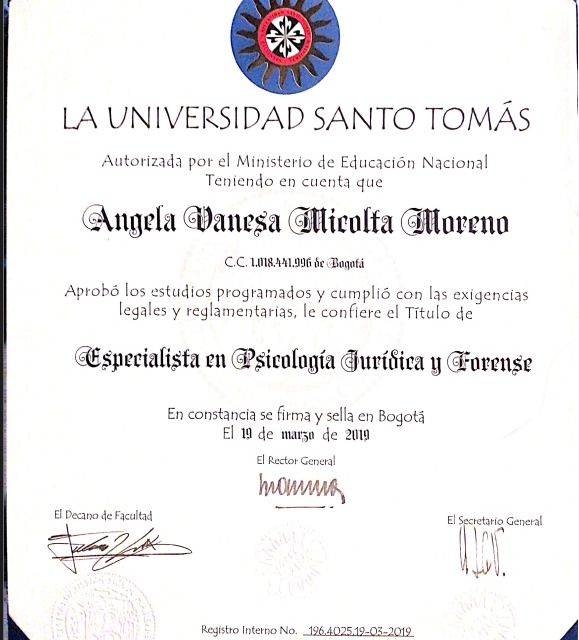 LA UNIVERSIDAD SANTO TOMÁS
Autorizada por el Ministerio de Educación Nacional
Teniendo en cuenta que
Angela Vanesa Micolta Moreno
C.C. 1.018.441.996 de Bogotá
Aprobó los estudios programados y cumplió con las exigencias
legales y reglamentarias, le confiere el Título de
Especialista en Psicología Jurídica y Forense
En constancia se firma y sella en Bogotá
El 19 de marzo de 2019
El Rector General
El Decano de Facultad
El Secretario General
Registro Interno No. 196.4025.19-03-2019